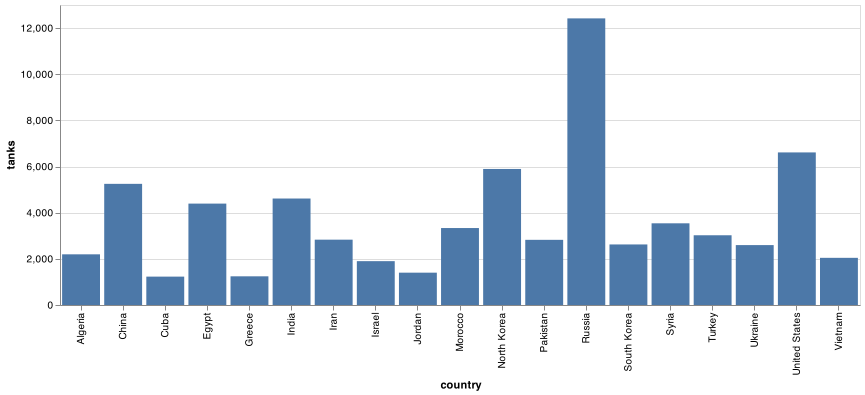 12,000
10,000
8,000
6,000
4,000
2,000
0
tanks
Algeria
China
Cuba
Egypt
Greece
India
Iran
Israel
Jordan
Morocco
North Korea
Pakistan
Russia
South Korea
Syria
Turkey
Ukraine
United States
Vietnam
country